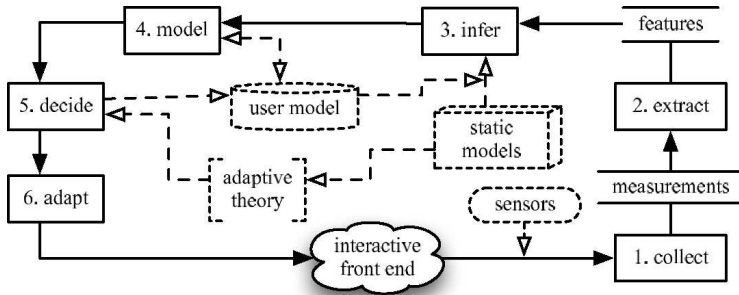 4. model
3. infer
features
5. decide
user model
2. extract
static
models
adaptive
theory
6. adapt
measurements
sensors
interactive
front end
1. collect